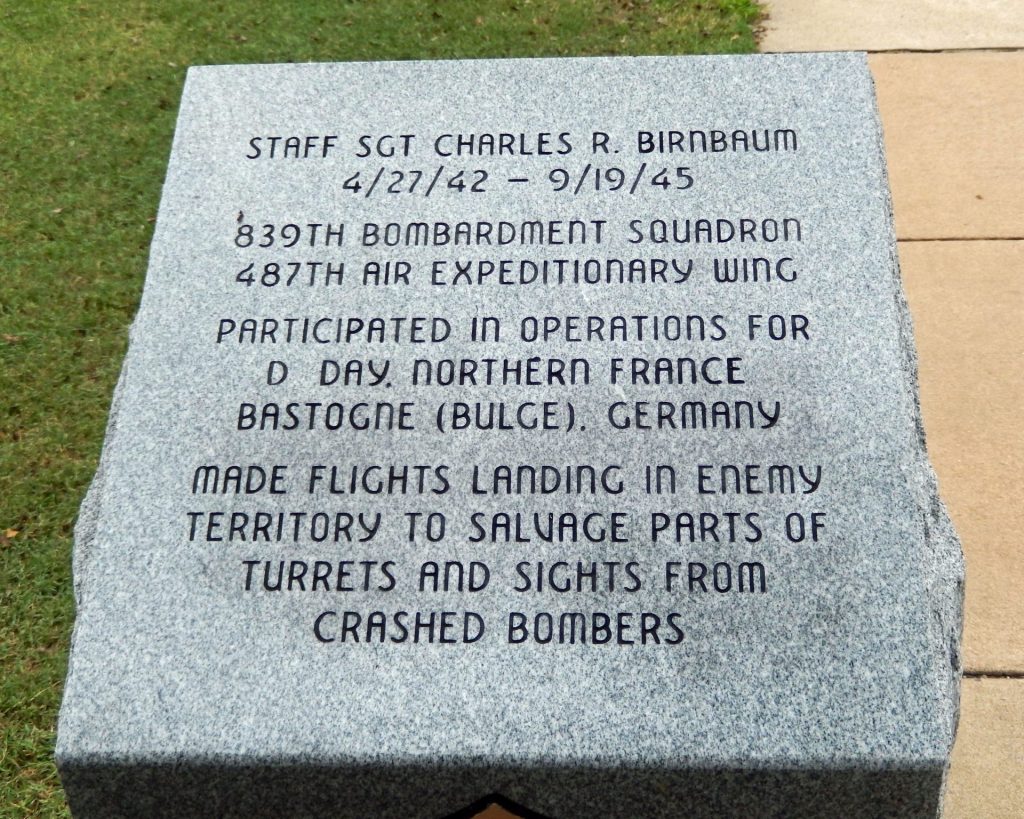 STAFF SGT CHARLES R. BIRNBAUM
4/27/42 – 9/19/45
839TH BOMBARDMENT SQUADRON
487TH AIR EXPEDITIONARY WING
PARTICIPATED IN OPERATIONS FOR
D DAY, NORTHERN FRANCE
BASTOGNE (BULGE), GERMANY
MADE FLIGHTS LANDING IN ENEMY
TERRITORY TO SALVAGE PARTS OF
TURRETS AND SIGHTS FROM
CRASHED BOMBERS